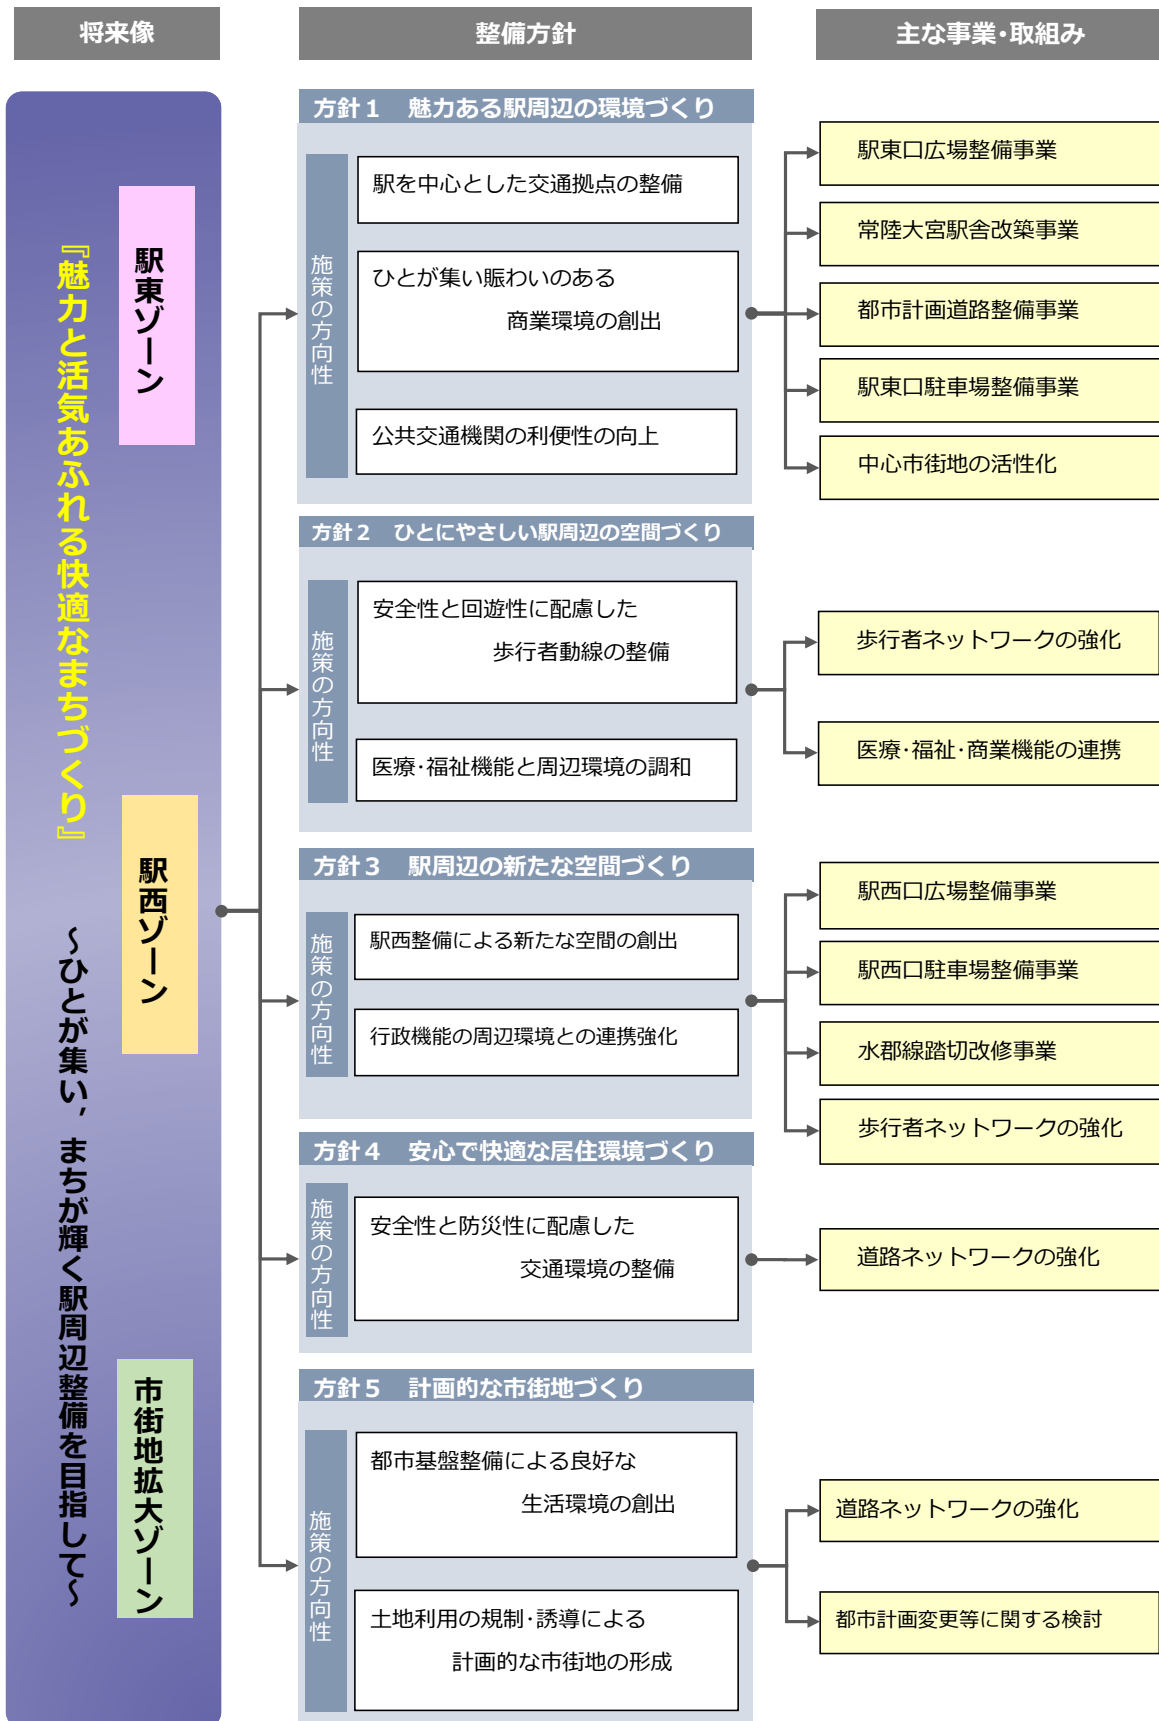 将来像
整備方針
主な事業・取組み
『魅力と活気あふれる快適なまちづくり』
～ひとが集い，まちが輝く駅周辺整備を目指して～
駅東ゾーン
駅西ゾーン
市街地拡大ゾーン
方針１　魅力ある駅周辺の環境づくり
施策の方向性
駅を中心とした交通拠点の整備
ひとが集い賑わいのある
商業環境の創出
公共交通機関の利便性の向上
駅東口広場整備事業
常陸大宮駅舎改築事業
都市計画道路整備事業
駅東口駐車場整備事業
中心市街地の活性化
方針２　ひとにやさしい駅周辺の空間づくり
施策の方向性
安全性と回遊性に配慮した
歩行者動線の整備
医療・福祉機能と周辺環境の調和
歩行者ネットワークの強化
医療・福祉・商業機能の連携
方針３　駅周辺の新たな空間づくり
施策の方向性
駅西整備による新たな空間の創出
行政機能の周辺環境との連携強化
駅西口広場整備事業
駅西口駐車場整備事業
水郡線踏切改修事業
歩行者ネットワークの強化
方針４　安心で快適な居住環境づくり
施策の方向性
安全性と防災性に配慮した
交通環境の整備
道路ネットワークの強化
方針５　計画的な市街地づくり
施策の方向性
都市基盤整備による良好な
生活環境の創出
土地利用の規制・誘導による
計画的な市街地の形成
道路ネットワークの強化
都市計画変更等に関する検討